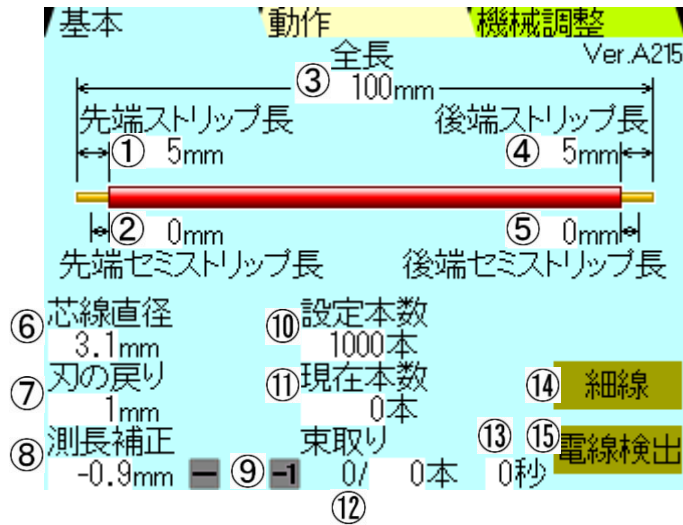 基本 動作 機械調整
全長 Ver.A215
③ 100mm
先端ストリップ長 後端ストリップ長
① 5mm ④ 5mm
② 0mm ⑤ 0mm
先端セミストリップ長 後端セミストリップ長
⑥ 芯線直径 ⑩ 設定本数
3.1mm 1000本
⑦ 刃の戻り ⑪ 現在本数 ⑭ 細線
1mm 0本
⑧ 測長補正 束取り ⑬ ⑮ 電線検出
-0.9mm ー ⑨ -1 0/ 0本 0秒
⑫